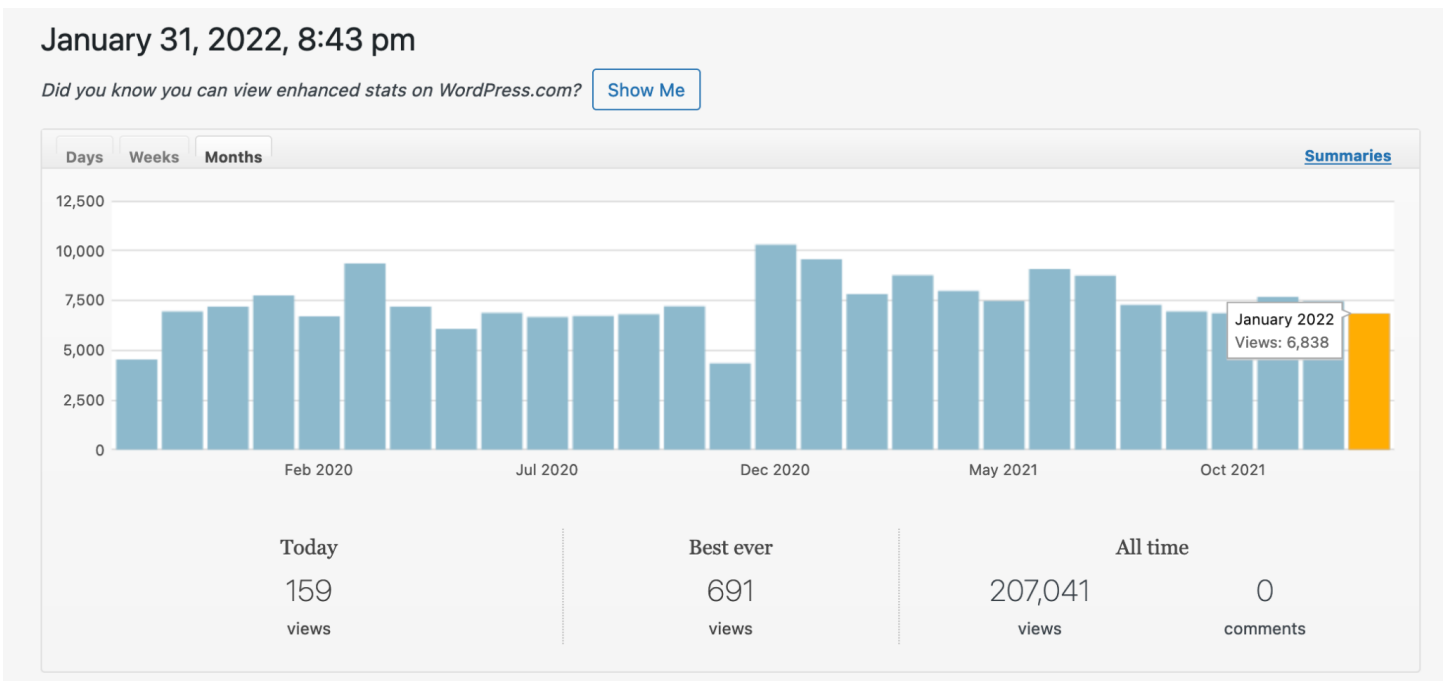 January 31, 2022, 8:43 pm
Did you know you can view enhanced stats on WordPress.com? Show Me
Days Weeks Months Summaries
12,500
10,000
7,500
5,000
2,500
0
January 2022
Views: 6,838
Feb 2020 Jul 2020 Dec 2020 May 2021 Oct 2021
Today Best ever All time
159 691 207,041 0
views views views comments